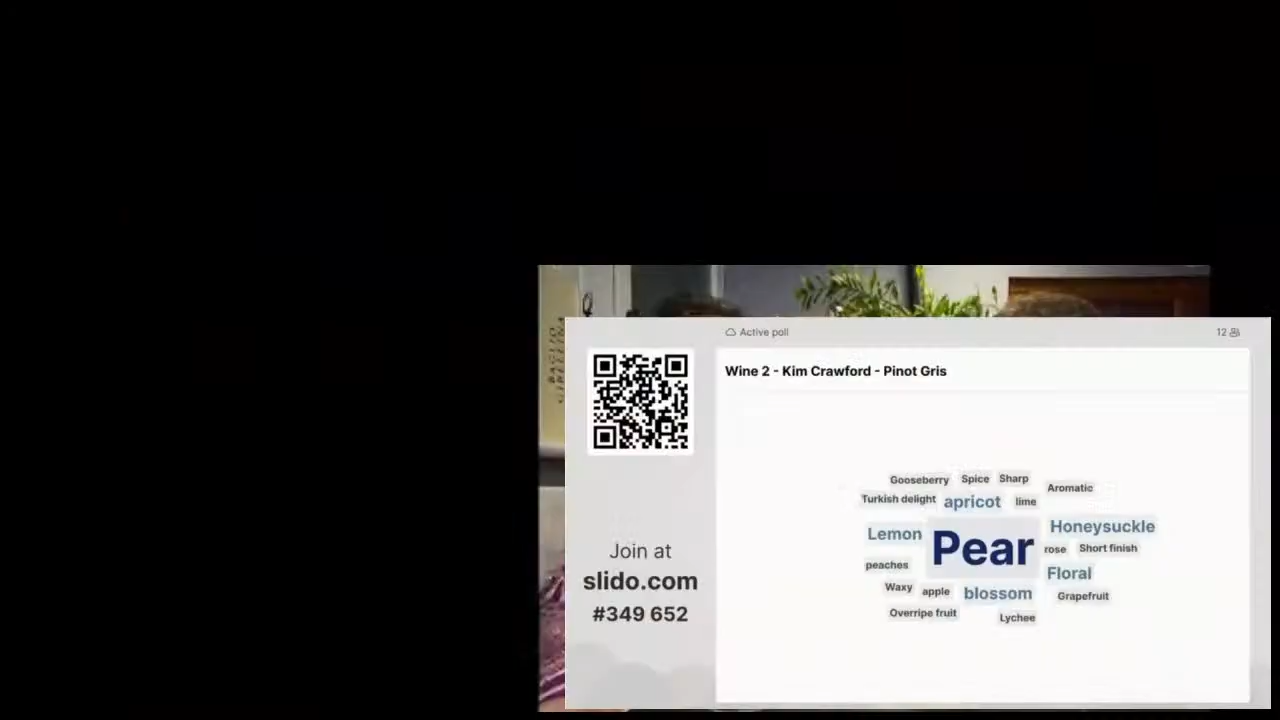 Active poll
12
Wine 2 - Kim Crawford - Pinot Gris
Join at
slido.com
#349 652
Gooseberry Spice Sharp
Aromatic
Turkish delight apricot lime
Lemon Pear Honeysuckle
rose Short finish
peaches
Floral
Waxy apple blossom Grapefruit
Overripe fruit Lychee